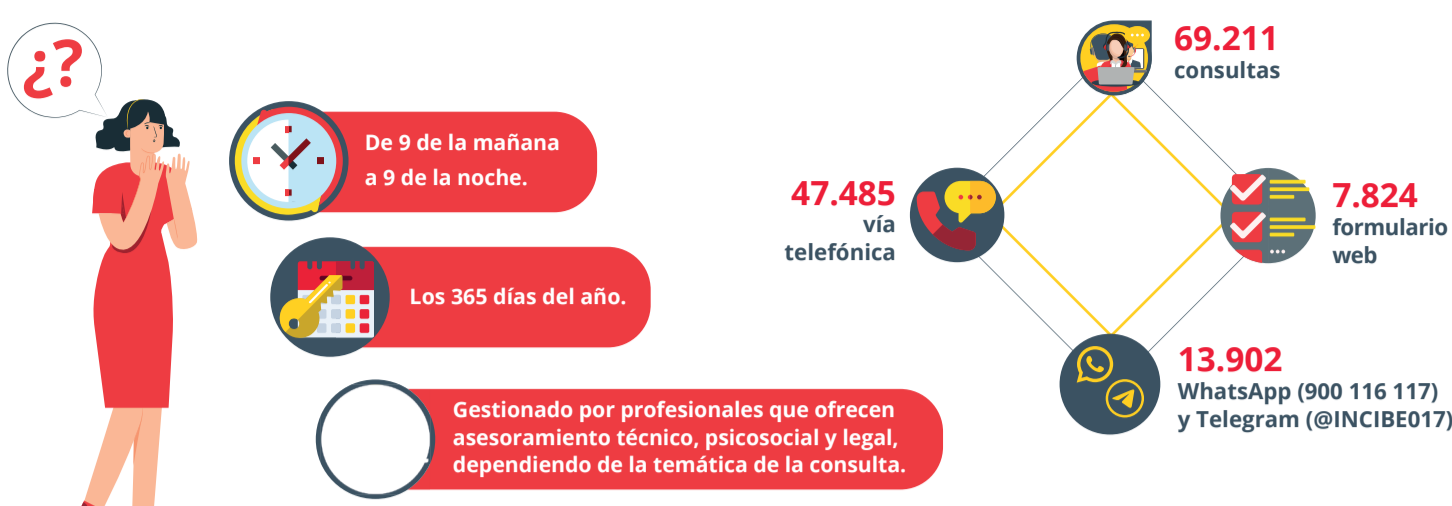 ¿?
De 9 de la mañana
a 9 de la noche.
Los 365 días del año.
Gestionado por profesionales que ofrecen
asesoramiento técnico, psicosocial y legal,
dependiendo de la temática de la consulta.
69.211
consultas
47.485
vía
telefónica
7.824
formulario
web
13.902
WhatsApp (900 116 117)
y Telegram (@INCIBE017)